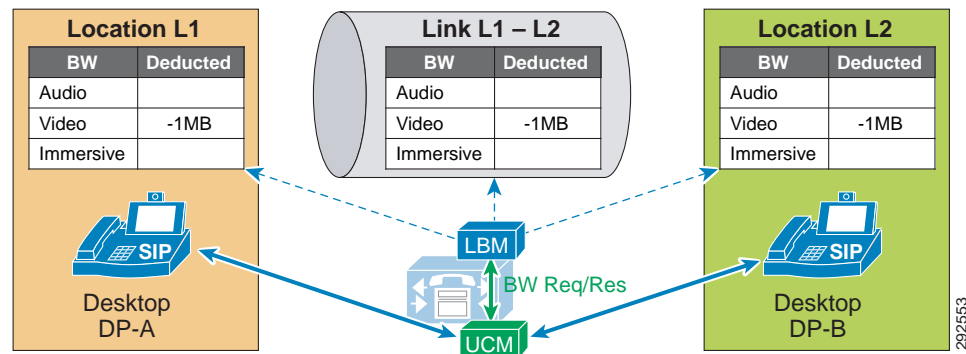 Location L1
BW Deducted
Audio
Video -1MB
Immersive
SIP
Desktop
DP-A
Link L1 – L2
BW Deducted
Audio
Video -1MB
Immersive
LBM
BW Req/Res
UCM
Location L2
BW Deducted
Audio
Video -1MB
Immersive
SIP
Desktop
DP-B
292553